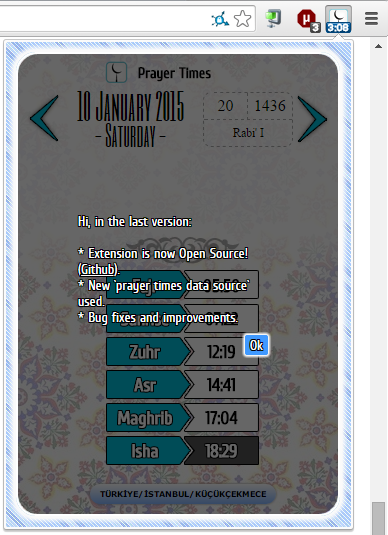 3
3:08
Prayer Times
10 January 2015
20 1436
- Saturday -
Rabi' I
Hi, in the last version:
* Extension is now Open Source!
(Github).
* New `prayer times data source`
used.
* Bug fixes and improvements.
Ok
Zuhr 12:19
Asr 14:41
Maghrib 17:04
Isha 18:29
TÜRKİYE/İSTANBUL/KÜÇÜKÇEKMECE